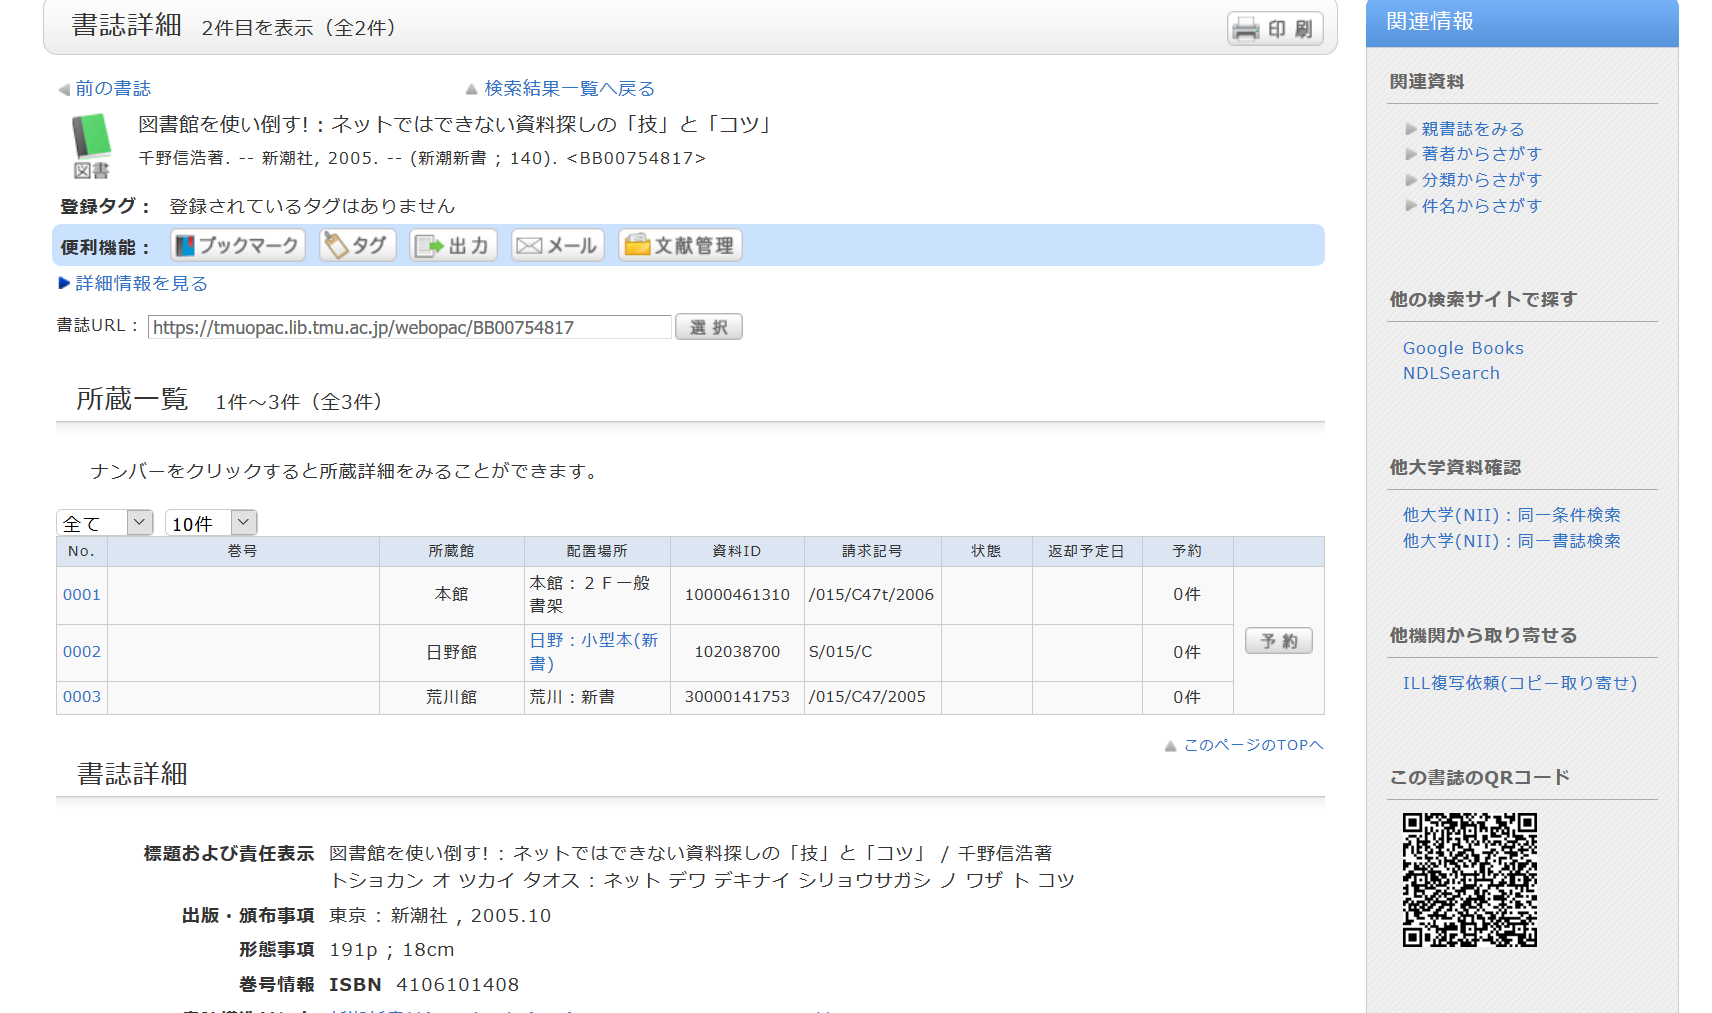 書誌詳細 2件目を表示（全2件）
印 刷
前の書誌
検索結果一覧へ戻る
図書
図書館を使い倒す! : ネットではできない資料探しの「技」と「コツ」
千野信浩著. -- 新潮社, 2005. -- (新潮新書 ; 140). <BB00754817>
登録タグ： 登録されているタグはありません
便利機能： ブックマーク タグ 出 力 メール 文献管理
詳細情報を見る
書誌URL： https://tmuopac.lib.tmu.ac.jp/webopac/BB00754817 選 択
所蔵一覧 1件～3件（全3件）
ナンバーをクリックすると所蔵詳細をみることができます。
全て 10件
No. 巻号 所蔵館 配置場所 資料ID 請求記号 状態 返却予定日 予約
0001 本館 本館：２Ｆ一般書架 10000461310 /015/C47t/2006 0件
0002 日野館 日野：小型本(新書) 102038700 S/015/C 0件
0003 荒川館 荒川：新書 30000141753 /015/C47/2005 0件
予 約
このページのTOPへ
書誌詳細
標題および責任表示 図書館を使い倒す! : ネットではできない資料探しの「技」と「コツ」 / 千野信浩著
トショカン オ ツカイ タオス : ネット デワ デキナイ シリョウサガシ ノ ワザ ト コツ
出版・頒布事項 東京 : 新潮社 , 2005.10
形態事項 191p ; 18cm
巻号情報 ISBN 4106101408
関連情報
関連資料
親書誌をみる
著者からさがす
分類からさがす
件名からさがす
他の検索サイトで探す
Google Books
NDLSearch
他大学資料確認
他大学(NII)：同一条件検索
他大学(NII)：同一書誌検索
他機関から取り寄せる
ILL複写依頼(コピー取り寄せ)
この書誌のQRコード